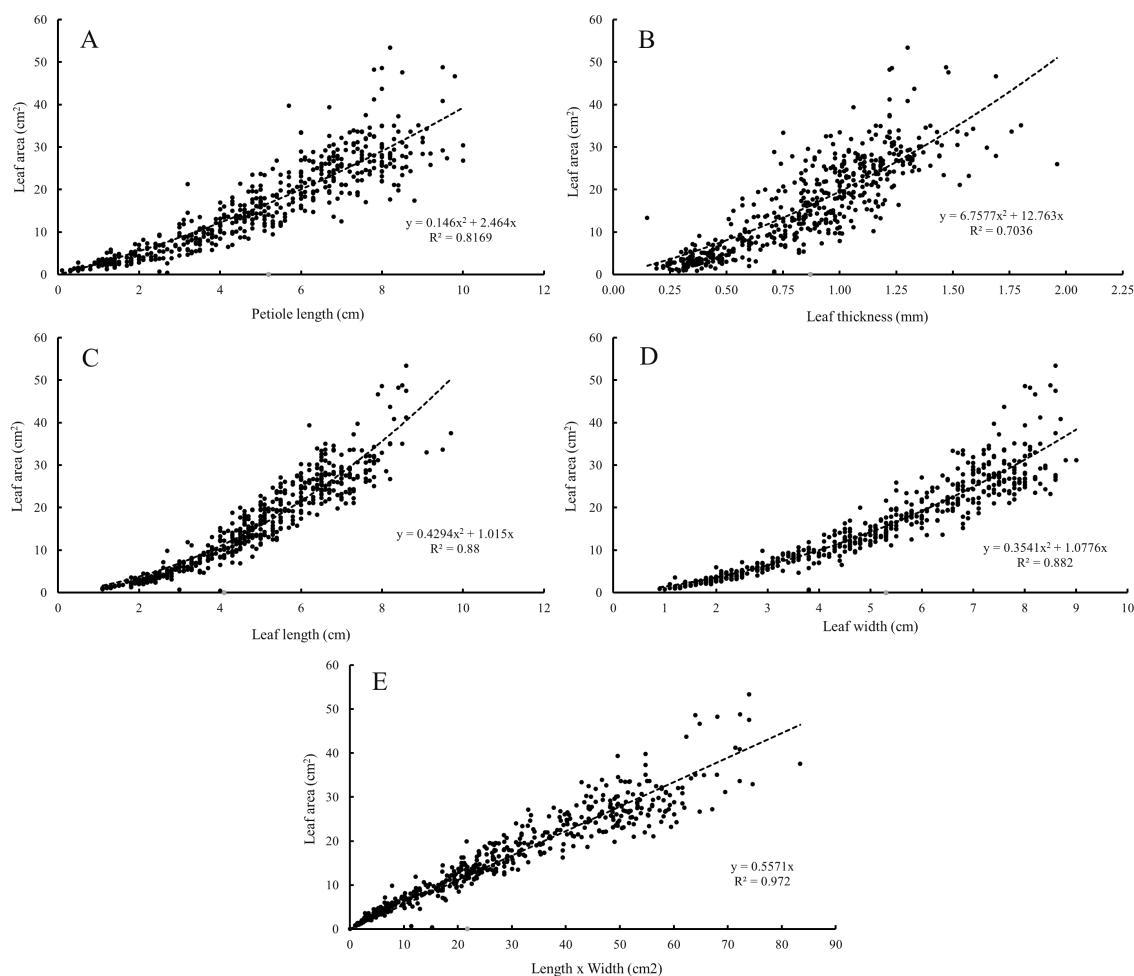 A
Leaf area (cm²)
60
50
40
30
20
10
0
y = 0.146x² + 2.464x
R² = 0.8169
0 2 4 6 8 10 12
Petiole length (cm)
B
Leaf area (cm²)
60
50
40
30
20
10
0
y = 6.7577x² + 12.763x
R² = 0.7036
0.00 0.25 0.50 0.75 1.00 1.25 1.50 1.75 2.00 2.25
Leaf thickness (mm)
C
Leaf area (cm²)
60
50
40
30
20
10
0
y = 0.4294x² + 1.015x
R² = 0.88
0 2 4 6 8 10 12
Leaf length (cm)
D
Leaf area (cm²)
60
50
40
30
20
10
0
y = 0.3541x² + 1.0776x
R² = 0.882
0 1 2 3 4 5 6 7 8 9 10
Leaf width (cm)
E
Leaf area (cm²)
60
50
40
30
20
10
0
y = 0.5571x
R² = 0.972
0 10 20 30 40 50 60 70 80 90
Length x Width (cm2)